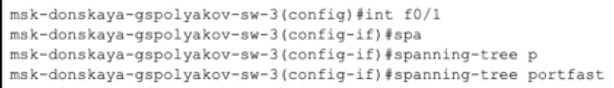 msk-donskaya-gspolyakov-sw-3(config)#int f0/1
msk-donskaya-gspolyakov-sw-3(config-if)#spa
msk-donskaya-gspolyakov-sw-3(config-if)#spanning-tree p
msk-donskaya-gspolyakov-sw-3(config-if)#spanning-tree portfast